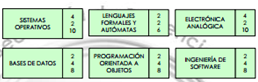 SISTEMAS
OPERATIVOS
4
2
10
LENGUAJES
FORMALES Y
AUTÓMATAS
2
2
6
ELECTRÓNICA
ANALÓGICA
4
2
10
BASES DE DATOS
2
4
8
PROGRAMACIÓN
ORIENTADA A
OBJETOS
2
4
8
INGENIERÍA DE
SOFTWARE
2
4
8